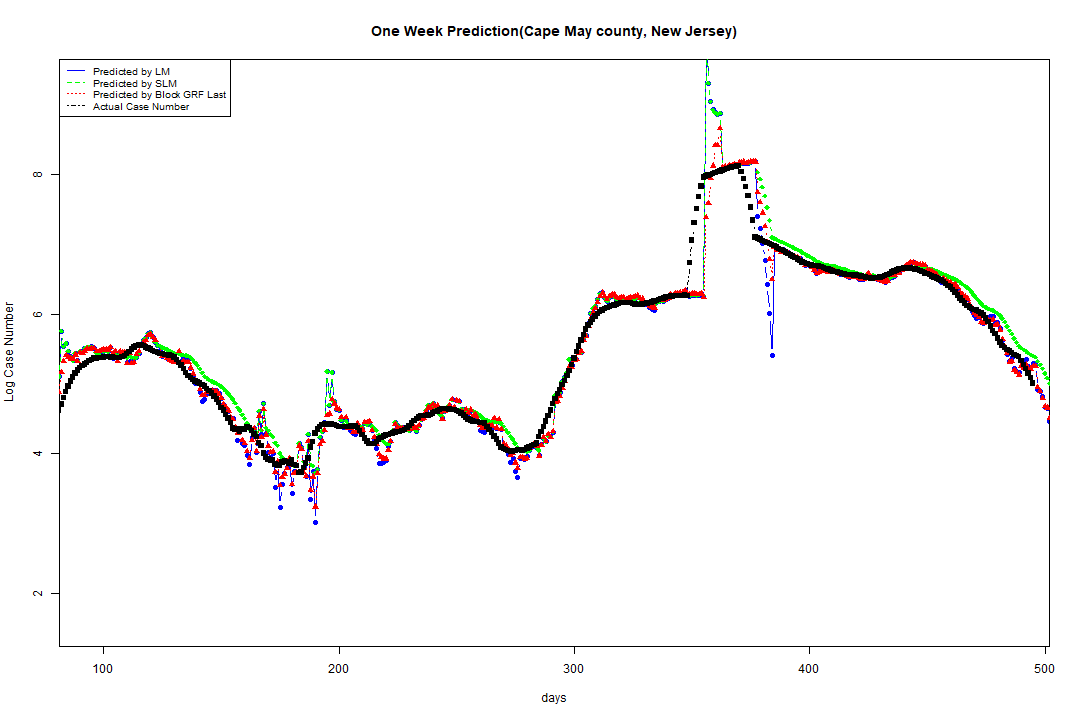 One Week Prediction(Cape May county, New Jersey)
Predicted by LM
Predicted by SLM
Predicted by Block GRF Last
Actual Case Number
Log Case Number
8
6
4
2
100 200 300 400 500
days